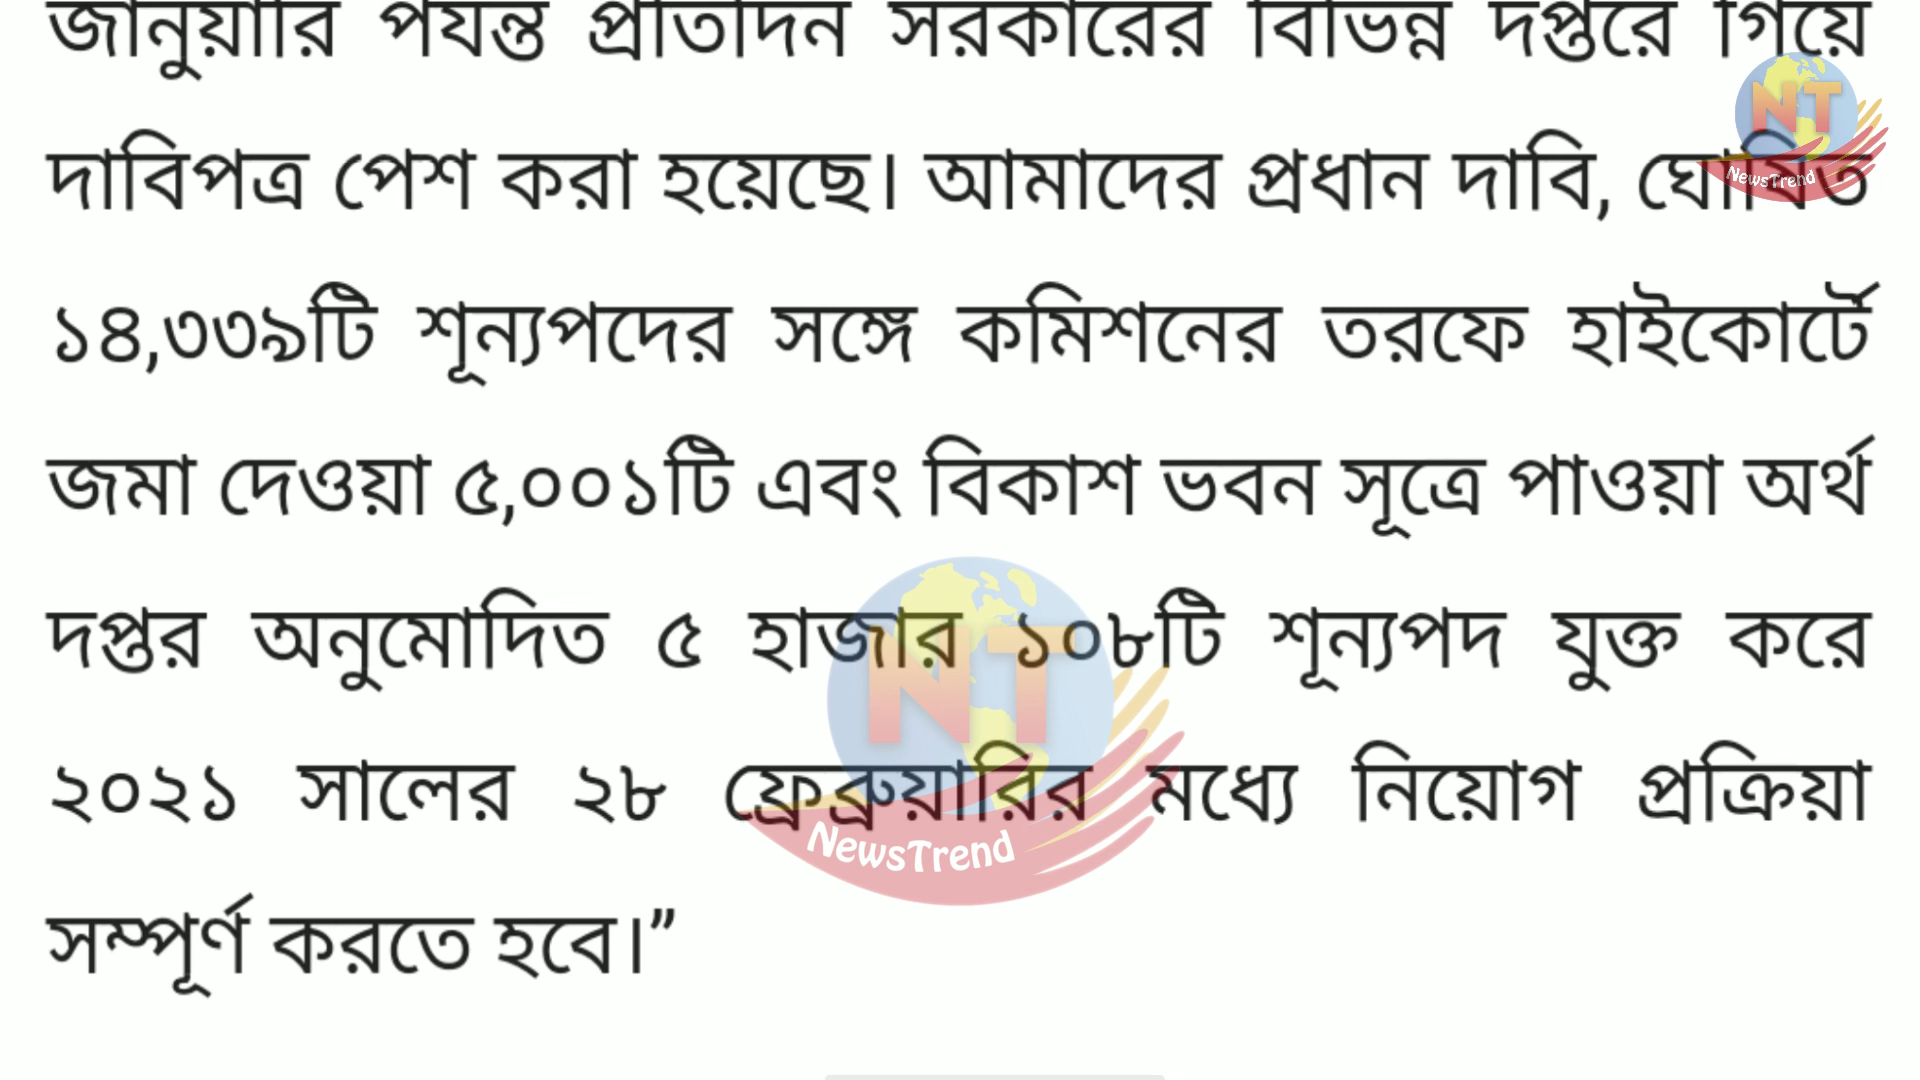 জানুয়ারি পর্যন্ত প্রতিদিন সরকারের বিভিন্ন দপ্তরে গিয়ে
NT
দাবিপত্র পেশ করা হয়েছে। আমাদের প্রধান দাবি, ঘোষিত
NewsTrend
১৪,৩৩৯টি শূন্যপদের সঙ্গে কমিশনের তরফে হাইকোর্টে
জমা দেওয়া ৫,০০১টি এবং বিকাশ ভবন সূত্রে পাওয়া অর্থ
দপ্তর অনুমোদিত ৫ হাজার ১০৮টি শূন্যপদ যুক্ত করে
NT
২০২১ সালের ২৮ ফ্রেব্রুয়ারির মধ্যে নিয়োগ প্রক্রিয়া
NewsTrend
সম্পূর্ণ করতে হবে।”